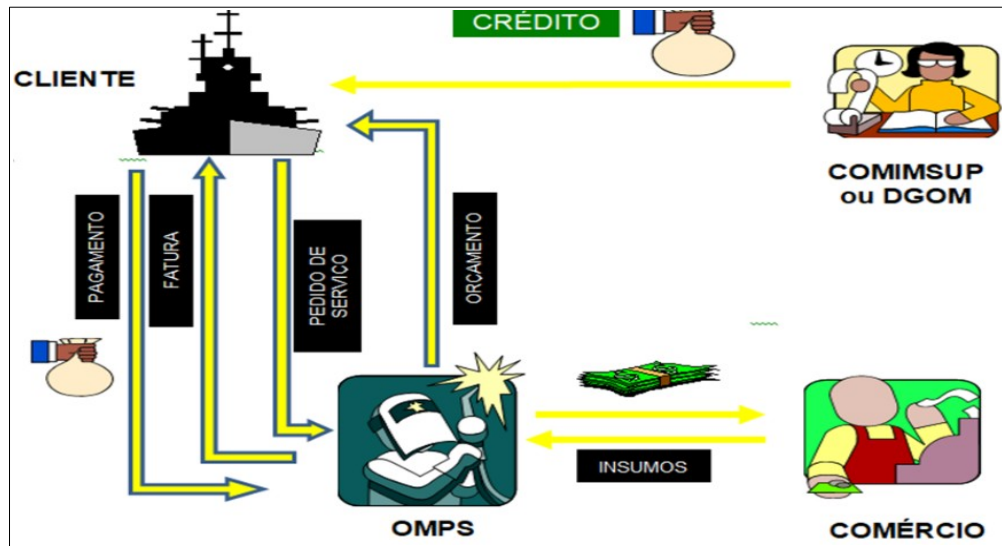 CRÉDITO
CLIENTE
COMIMSUP
ou DGOM
PAGAMENTO
FATURA
PEDIDO DE
SERVIÇO
ORÇAMENTO
INSUMOS
OMPS
COMÉRCIO